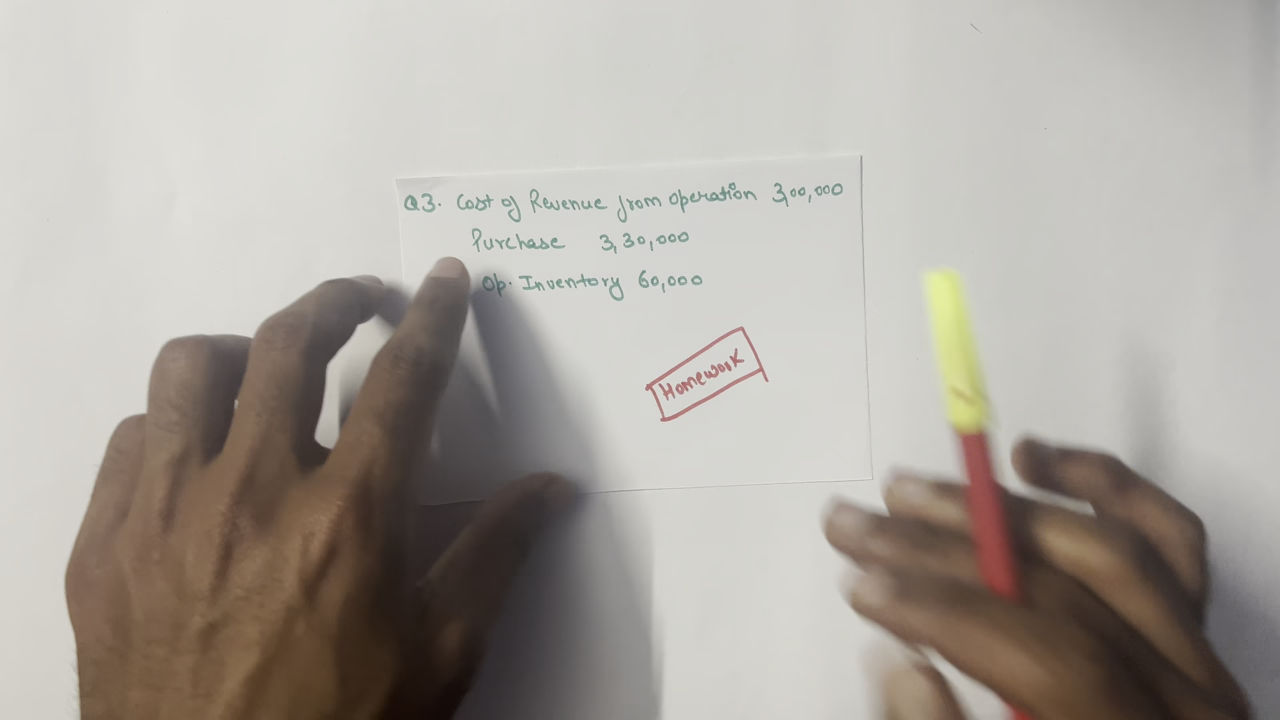 Q3. Cost of Revenue from operation 3,00,000
Purchase 3,30,000
Op. Inventory 60,000
Homework